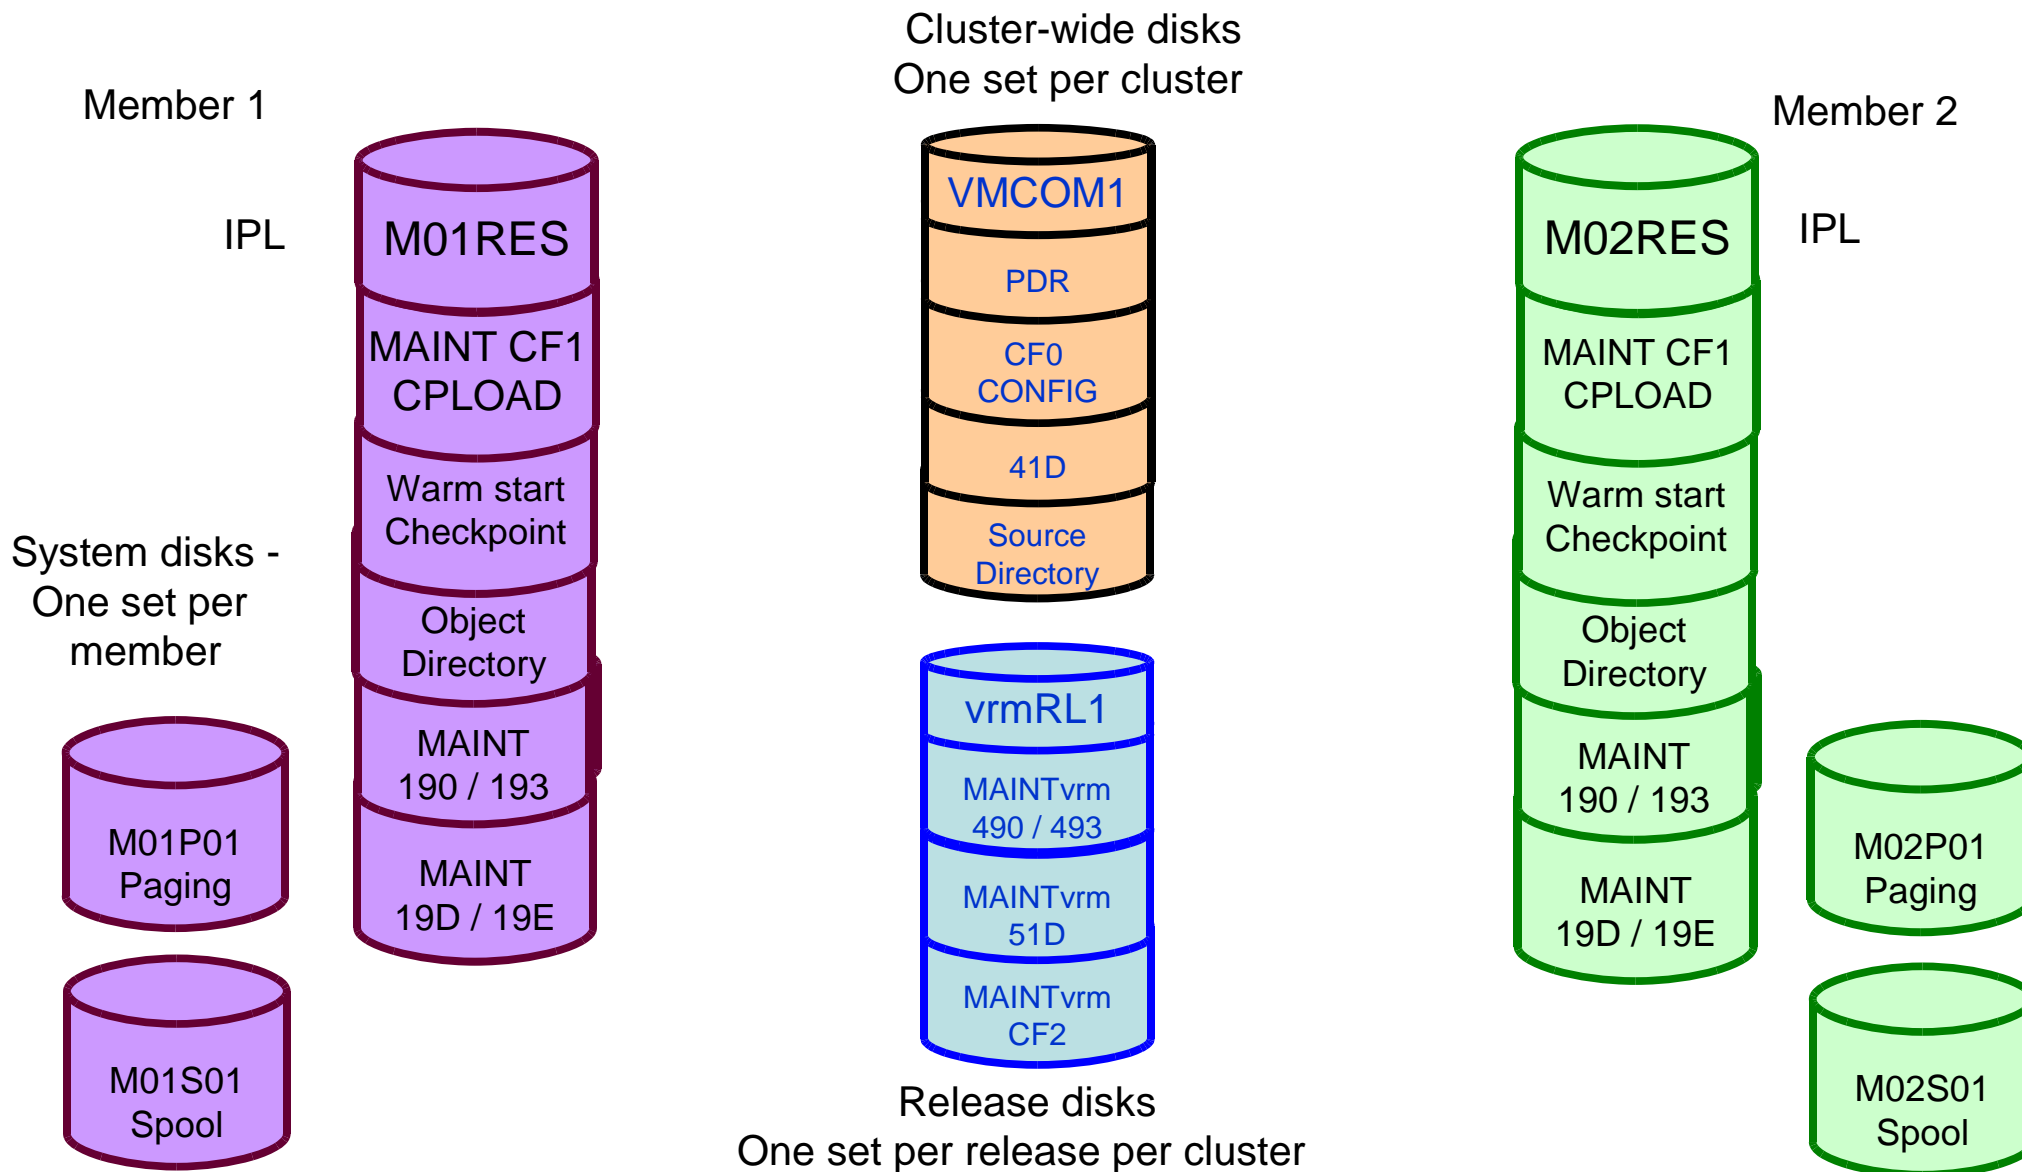 Cluster-wide disks
One set per cluster
Member 1
IPL
M01RES
MAINT CF1
CPLOAD
Warm start
Checkpoint
Object
Directory
MAINT
190 / 193
MAINT
19D / 19E
System disks -
One set per
member
M01P01
Paging
M01S01
Spool
VMCOM1
PDR
CF0
CONFIG
41D
Source
Directory
vrmRL1
MAINTvrm
490 / 493
MAINTvrm
51D
MAINTvrm
CF2
Release disks
One set per release per cluster
Member 2
IPL
M02RES
MAINT CF1
CPLOAD
Warm start
Checkpoint
Object
Directory
MAINT
190 / 193
MAINT
19D / 19E
M02P01
Paging
M02S01
Spool